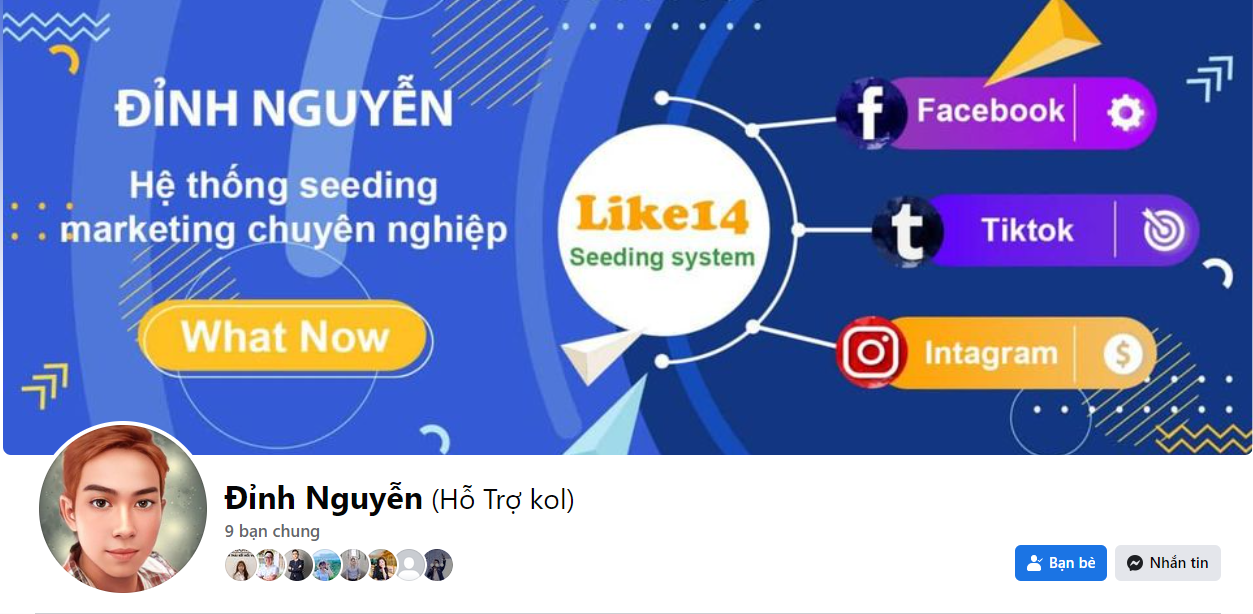 ĐỈNH NGUYỄN
Hệ thống seeding
marketing chuyên nghiệp
What Now
Like14
Seeding system
Facebook
Tiktok
Intagram
Đỉnh Nguyễn (Hỗ Trợ kol)
9 bạn chung
Bạn bè
Nhắn tin